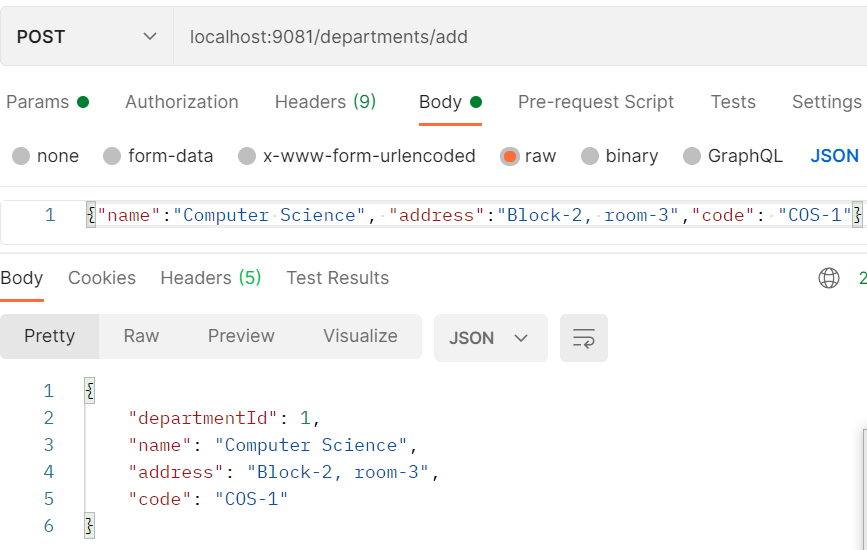 POST localhost:9081/departments/add
Params Authorization Headers (9) Body Pre-request Script Tests Settings
none form-data x-www-form-urlencoded raw binary GraphQL JSON
1 {"name":"Computer Science", "address":"Block-2, room-3","code": "COS-1"}
Body Cookies Headers (5) Test Results 2
Pretty Raw Preview Visualize JSON
1 {
2 "departmentId": 1,
3 "name": "Computer Science",
4 "address": "Block-2, room-3",
5 "code": "COS-1"
6 }